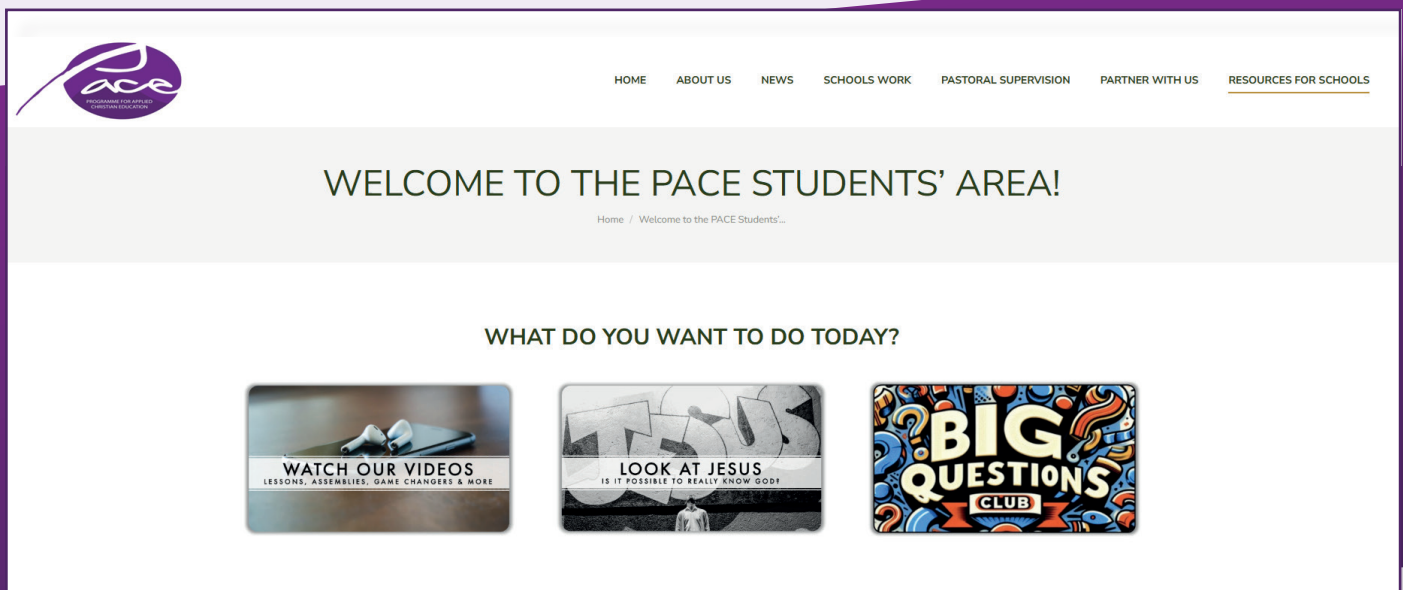 Pace
PROGRAMME FOR APPLIED
CHRISTIAN EDUCATION
HOME ABOUT US NEWS SCHOOLS WORK PASTORAL SUPERVISION PARTNER WITH US RESOURCES FOR SCHOOLS
WELCOME TO THE PACE STUDENTS’ AREA!
Home / Welcome to the PACE Students’...
WHAT DO YOU WANT TO DO TODAY?
WATCH OUR VIDEOS
LESSONS, ASSEMBLIES, GAME CHANGERS & MORE
JESUS
LOOK AT JESUS
IS IT POSSIBLE TO REALLY KNOW GOD?
BIG
QUESTIONS
CLUB